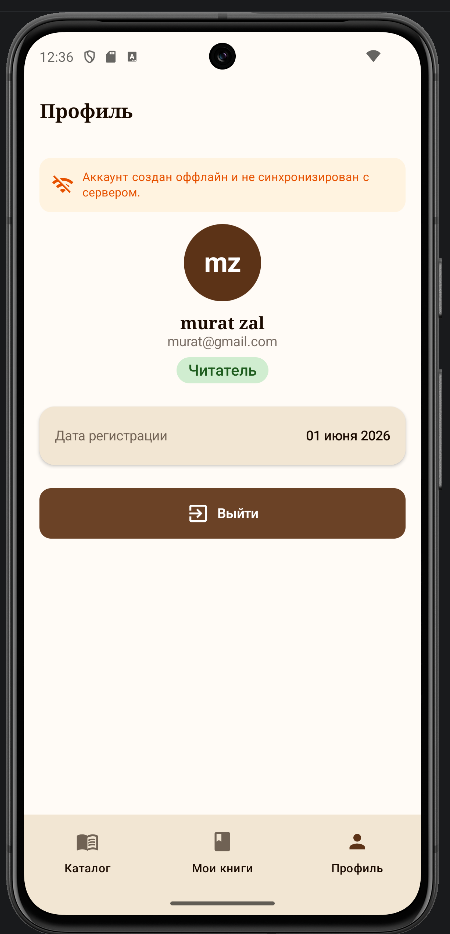 12:36
Профиль
Аккаунт создан оффлайн и не синхронизирован с
сервером.
mz
murat zal
murat@gmail.com
Читатель
Дата регистрации 01 июня 2026
Выйти
Каталог Мои книги Профиль